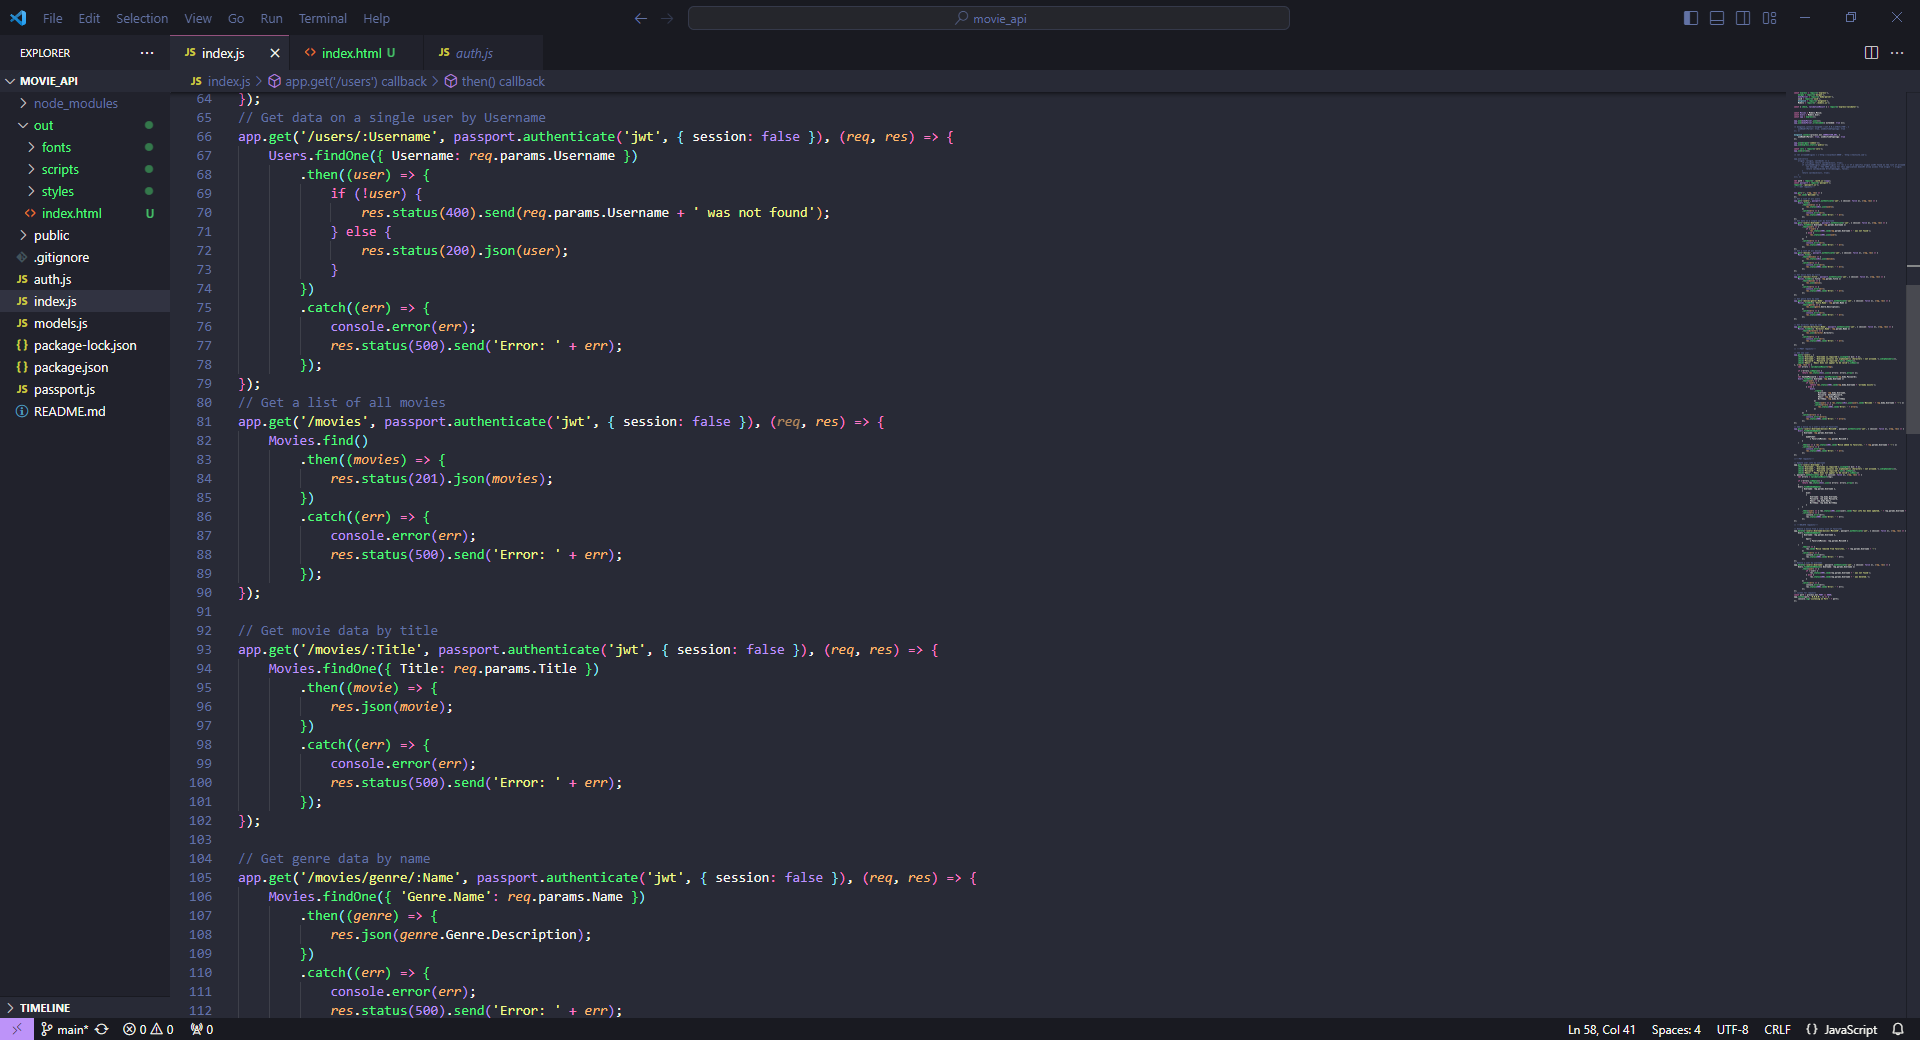 File Edit Selection View Go Run Terminal Help
movie_api
EXPLORER
MOVIE_API
node_modules
out
fonts
scripts
styles
index.html U
public
.gitignore
JS auth.js
JS index.js
JS models.js
{} package-lock.json
{} package.json
JS passport.js
README.md
TIMELINE
JS index.js
index.html U
JS auth.js
JS index.js > app.get('/users') callback > then() callback
64 });
65 // Get data on a single user by Username
66 app.get('/users/:Username', passport.authenticate('jwt', { session: false }), (req, res) => {
67 Users.findOne({ Username: req.params.Username })
68 .then((user) => {
69 if (!user) {
70 res.status(400).send(req.params.Username + ' was not found');
71 } else {
72 res.status(200).json(user);
73 }
74 })
75 .catch((err) => {
76 console.error(err);
77 res.status(500).send('Error: ' + err);
78 });
79 });
80 // Get a list of all movies
81 app.get('/movies', passport.authenticate('jwt', { session: false }), (req, res) => {
82 Movies.find()
83 .then((movies) => {
84 res.status(201).json(movies);
85 })
86 .catch((err) => {
87 console.error(err);
88 res.status(500).send('Error: ' + err);
89 });
90 });
91
92 // Get movie data by title
93 app.get('/movies/:Title', passport.authenticate('jwt', { session: false }), (req, res) => {
94 Movies.findOne({ Title: req.params.Title })
95 .then((movie) => {
96 res.json(movie);
97 })
98 .catch((err) => {
99 console.error(err);
100 res.status(500).send('Error: ' + err);
101 });
102 });
103
104 // Get genre data by name
105 app.get('/movies/genre/:Name', passport.authenticate('jwt', { session: false }), (req, res) => {
106 Movies.findOne({ 'Genre.Name': req.params.Name })
107 .then((genre) => {
108 res.json(genre.Genre.Description);
109 })
110 .catch((err) => {
111 console.error(err);
112 res.status(500).send('Error: ' + err);
main* 0 0 0
Ln 58, Col 41 Spaces: 4 UTF-8 CRLF {} JavaScript